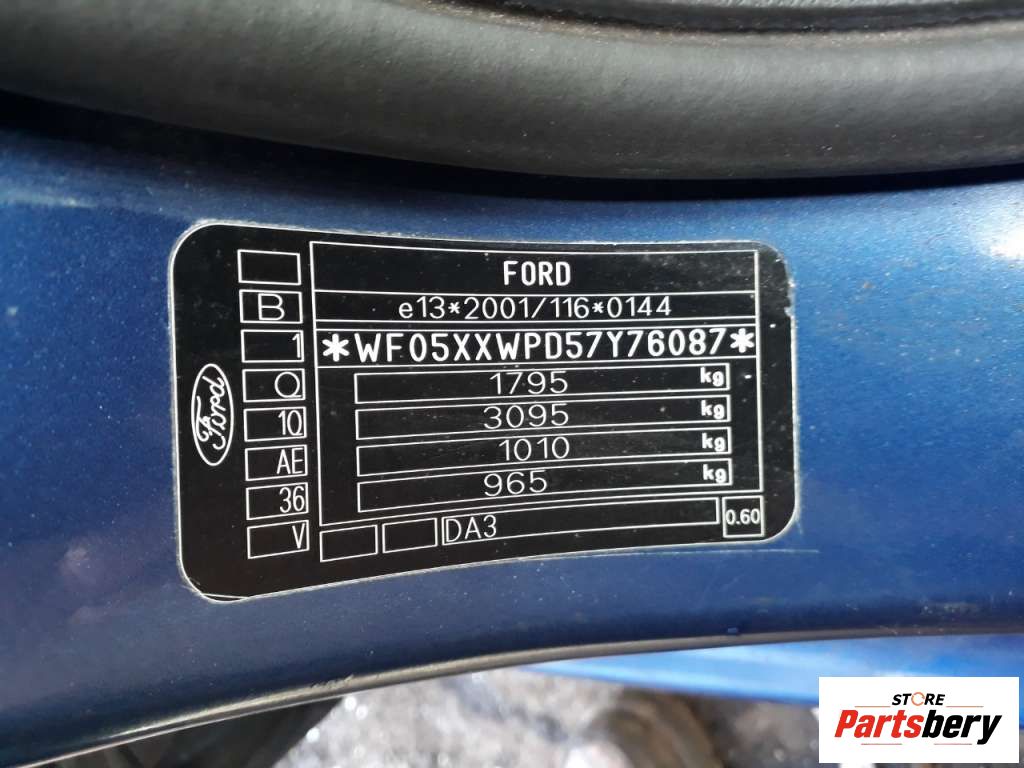 FORD
B
e13*2001/116*0144
1
*WF05XXWPD57Y76087*
O
1795 kg
10
3095 kg
AE
1010 kg
36
965 kg
V
DA3
0.60
Ford
STORE
Partsbery